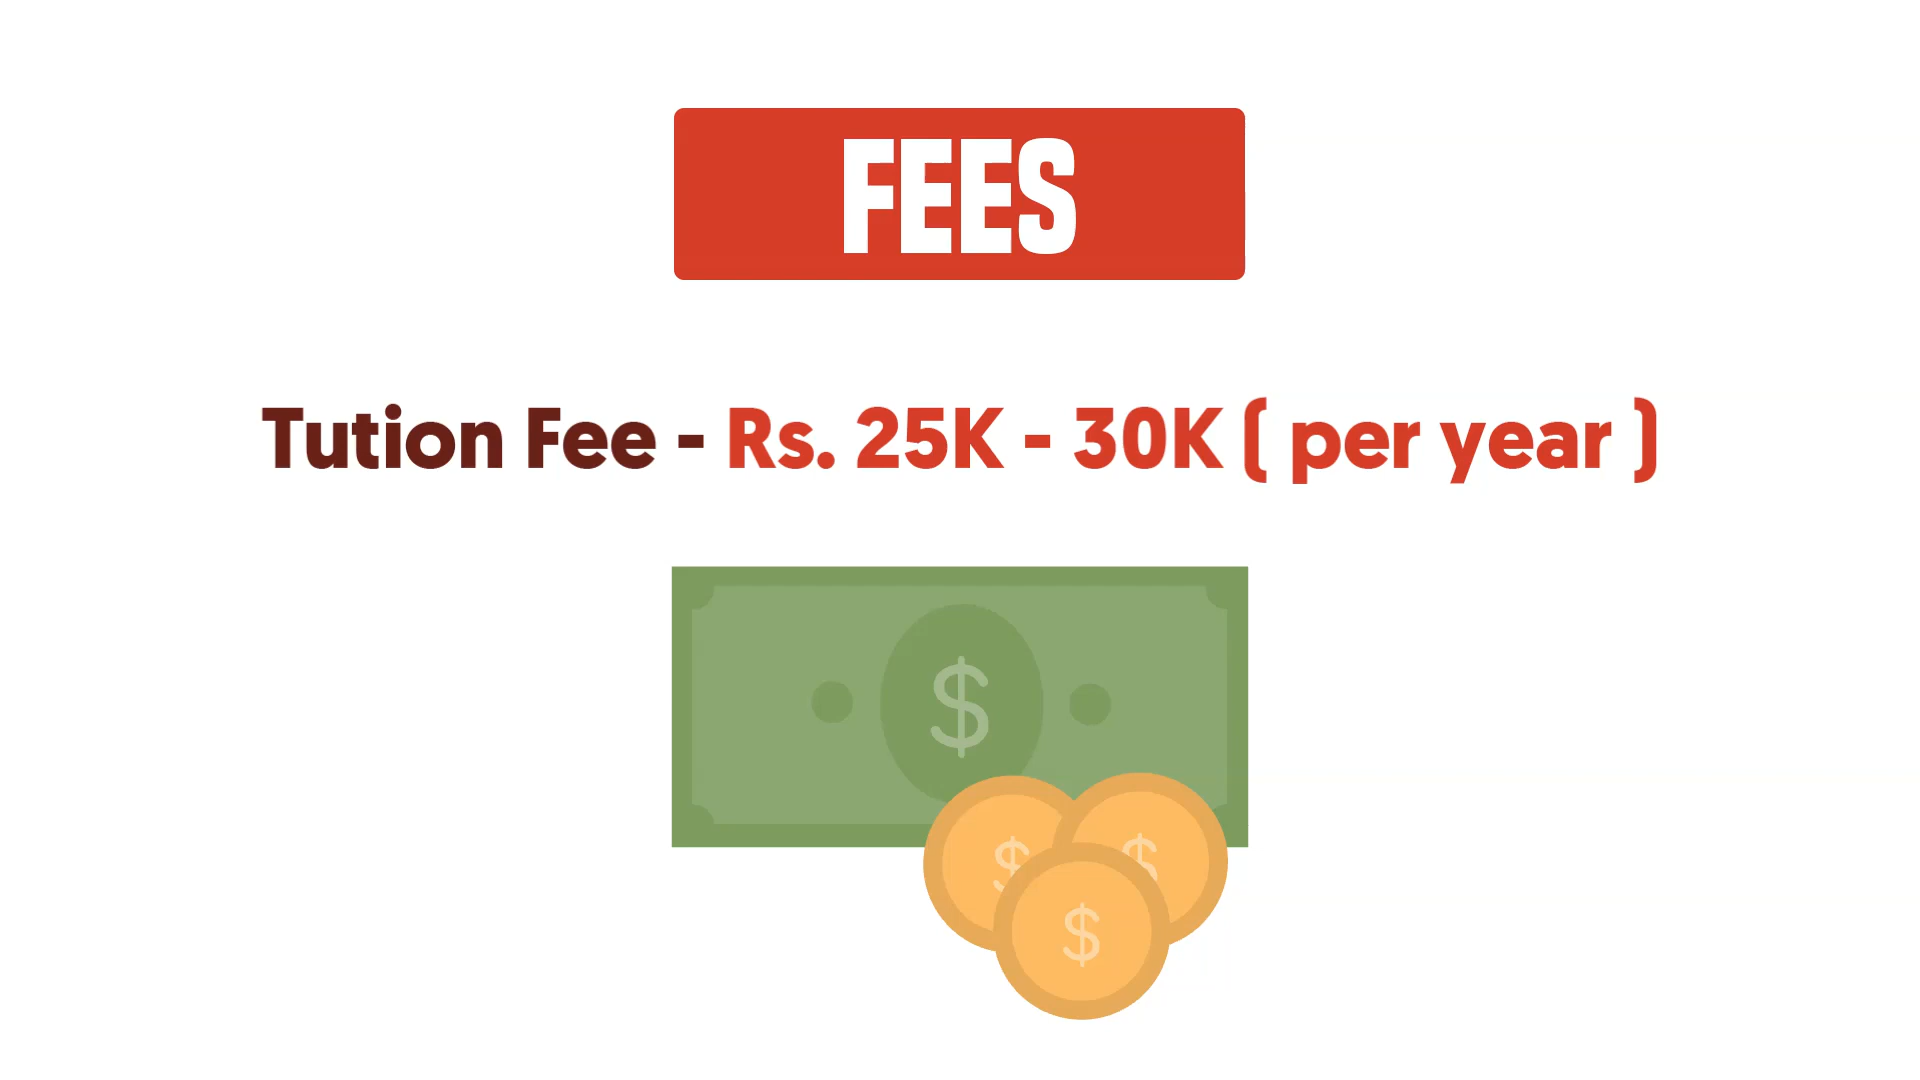 FEES
Tution Fee - Rs. 25K - 30K ( per year )
$
$ $
$